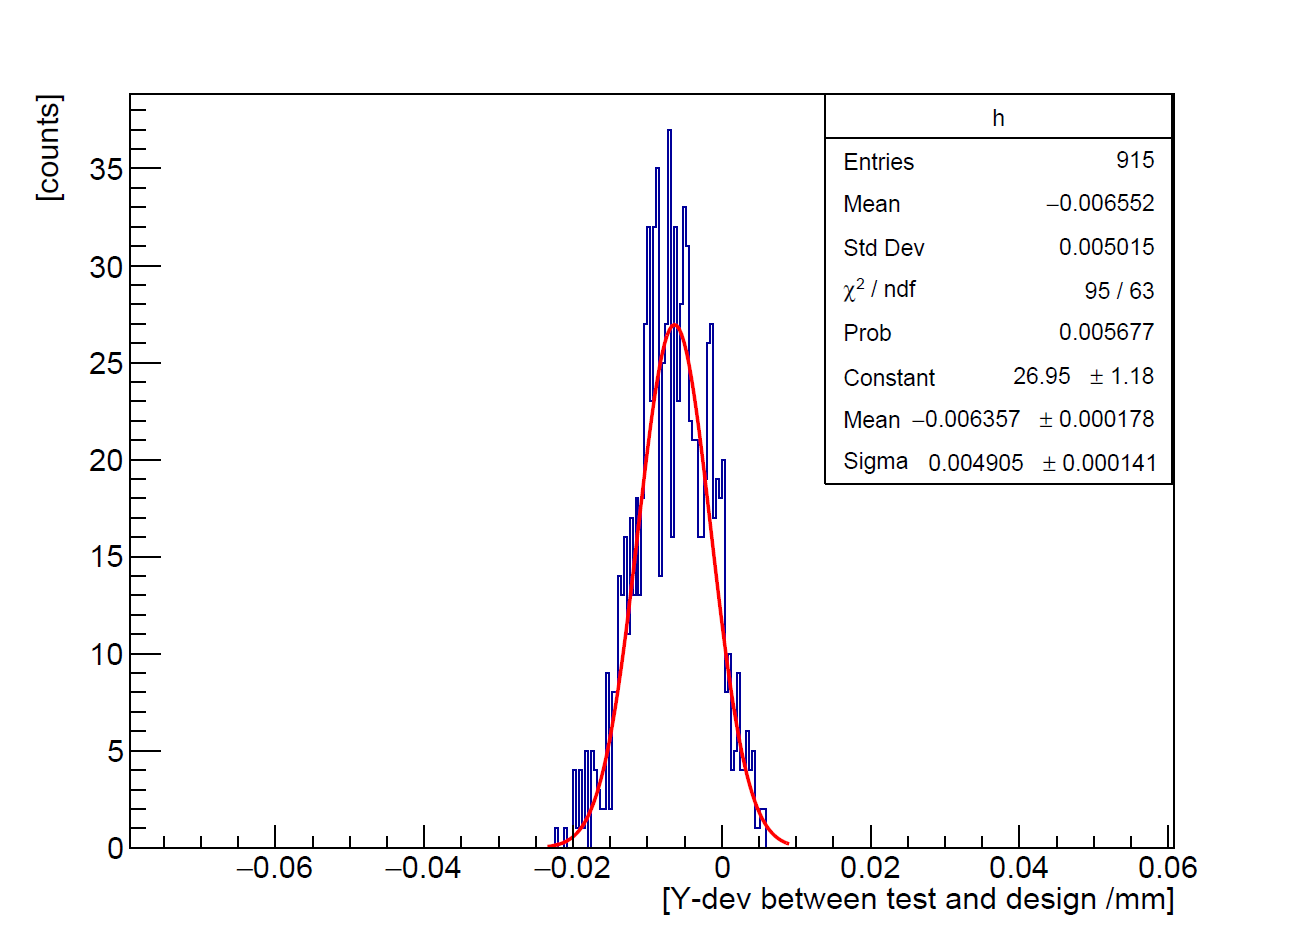 [counts]
h
Entries 915
Mean −0.006552
Std Dev 0.005015
χ² / ndf 95 / 63
Prob 0.005677
Constant 26.95 ± 1.18
Mean −0.006357 ± 0.000178
Sigma 0.004905 ± 0.000141
35
30
25
20
15
10
5
0
−0.06 −0.04 −0.02 0 0.02 0.04 0.06
[Y-dev between test and design /mm]